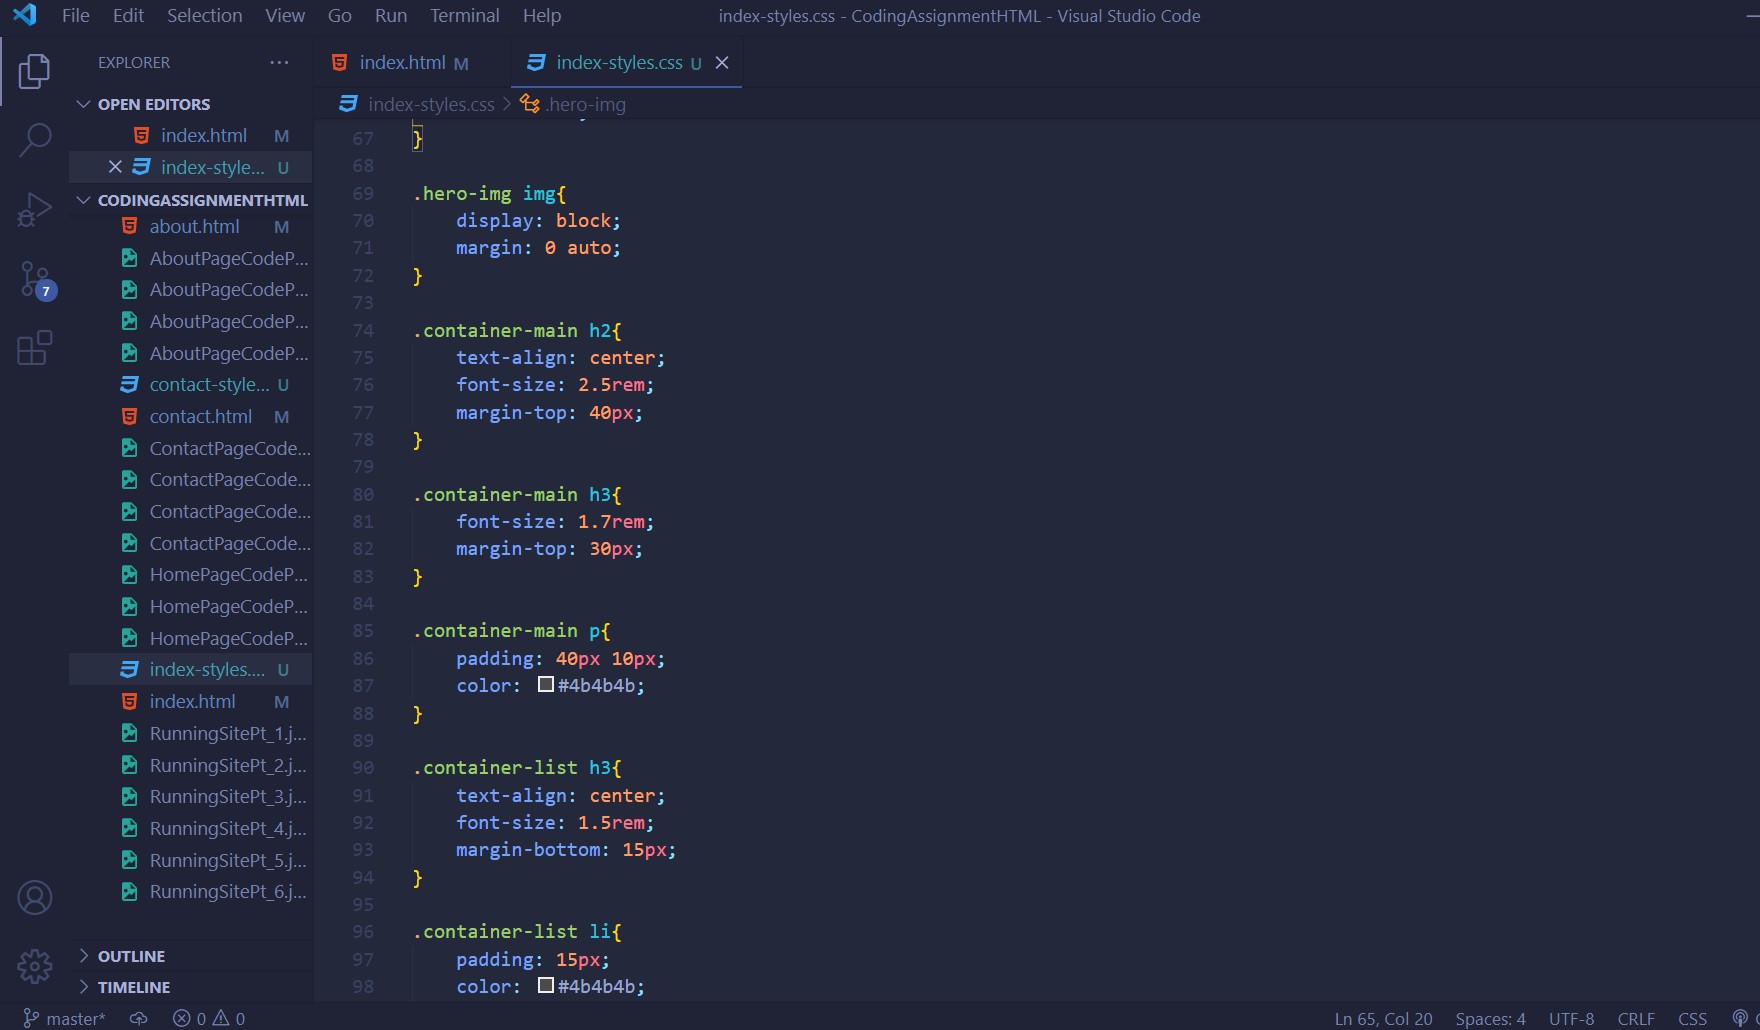 File Edit Selection View Go Run Terminal Help index-styles.css - CodingAssignmentHTML - Visual Studio Code
EXPLORER ...
OPEN EDITORS
index.html M
index-style... U
CODINGASSIGNMENTHTML
about.html M
AboutPageCodeP...
AboutPageCodeP...
AboutPageCodeP...
AboutPageCodeP...
contact-style... U
contact.html M
ContactPageCode...
ContactPageCode...
ContactPageCode...
ContactPageCode...
HomePageCodeP...
HomePageCodeP...
HomePageCodeP...
index-styles.... U
index.html M
RunningSitePt_1.j...
RunningSitePt_2.j...
RunningSitePt_3.j...
RunningSitePt_4.j...
RunningSitePt_5.j...
RunningSitePt_6.j...
OUTLINE
TIMELINE
7
index.html M index-styles.css U
index-styles.css > .hero-img
67 }
68
69 .hero-img img{
70 display: block;
71 margin: 0 auto;
72 }
73
74 .container-main h2{
75 text-align: center;
76 font-size: 2.5rem;
77 margin-top: 40px;
78 }
79
80 .container-main h3{
81 font-size: 1.7rem;
82 margin-top: 30px;
83 }
84
85 .container-main p{
86 padding: 40px 10px;
87 color: #4b4b4b;
88 }
89
90 .container-list h3{
91 text-align: center;
92 font-size: 1.5rem;
93 margin-bottom: 15px;
94 }
95
96 .container-list li{
97 padding: 15px;
98 color: #4b4b4b;
master* 0 0 Ln 65, Col 20 Spaces: 4 UTF-8 CRLF CSS